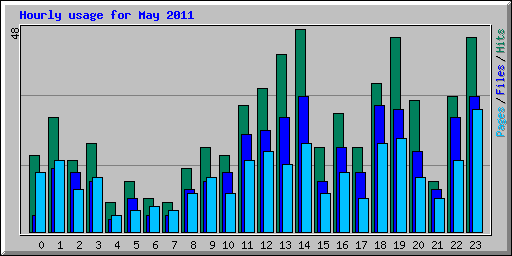 Hourly usage for May 2011
48
Pages / Files / Hits
0 1 2 3 4 5 6 7 8 9 10 11 12 13 14 15 16 17 18 19 20 21 22 23